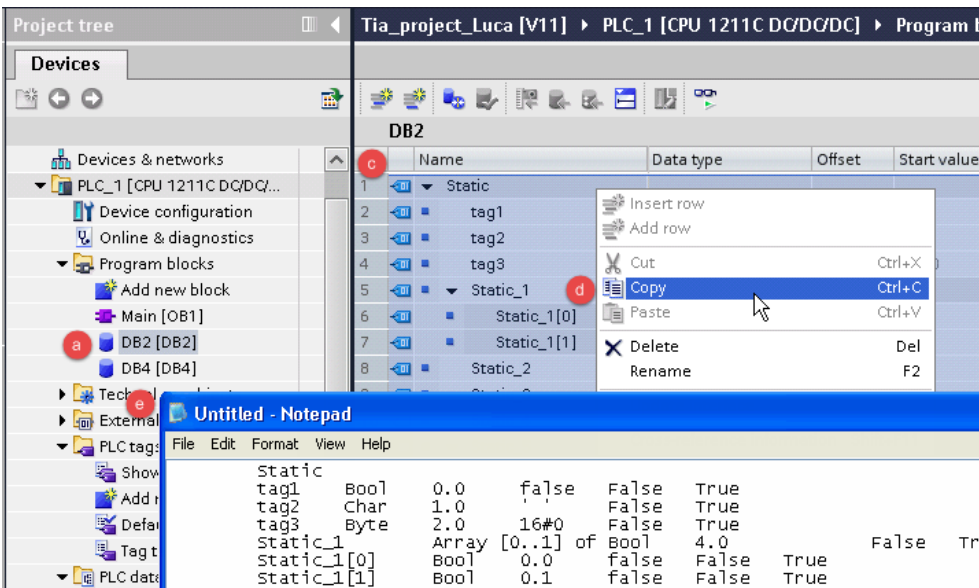 Project tree
Tia_project_Luca [V11] ▸ PLC_1 [CPU 1211C DC/DC/DC] ▸ Program
Devices
DB2
c
Name Data type Offset Start value
Devices & networks
PLC_1 [CPU 1211C DC/DC/...
Device configuration
Online & diagnostics
Program blocks
Add new block
Main [OB1]
a DB2 [DB2]
DB4 [DB4]
External
PLC tags
Show
Add
PLC data
1 Static
2 tag1
3 tag2
4 tag3
5 Static_1
6 Static_1[0]
7 Static_1[1]
8 Static_2
Insert row
Add row
Cut Ctrl+X
d Copy Ctrl+C
Paste Ctrl+V
Delete Del
Rename F2
e Untitled - Notepad
File Edit Format View Help
Static
tag1 Bool 0.0 false False True
tag2 Char 1.0 ' ' False True
tag3 Byte 2.0 16#0 False True
Static_1 Array [0..1] of Bool 4.0 False Tr
Static_1[0] Bool 0.0 false False True
Static_1[1] Bool 0.1 false False True